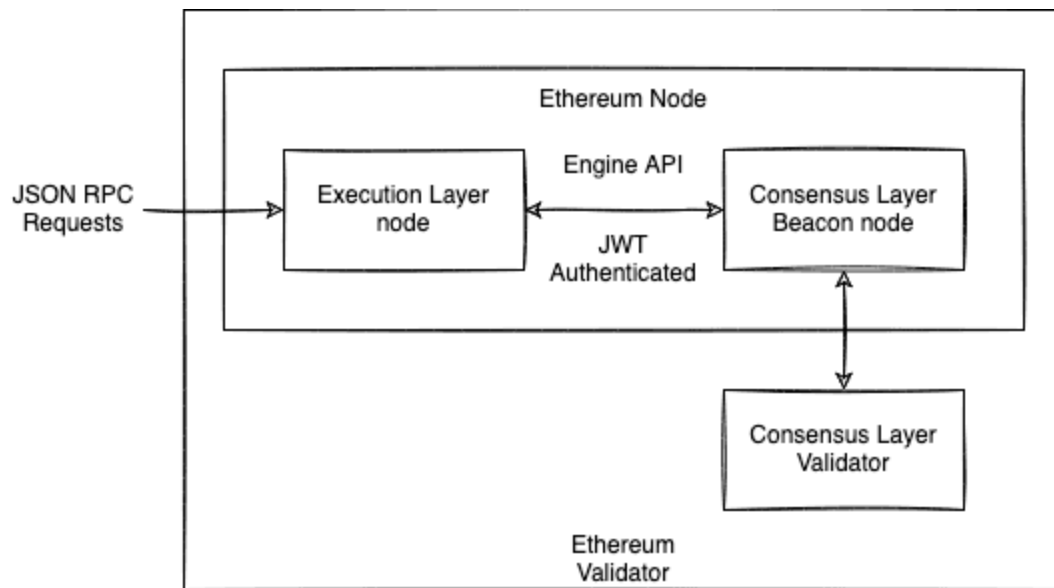 Ethereum Node
JSON RPC
Requests
Execution Layer
node
Engine API
JWT
Authenticated
Consensus Layer
Beacon node
Consensus Layer
Validator
Ethereum
Validator